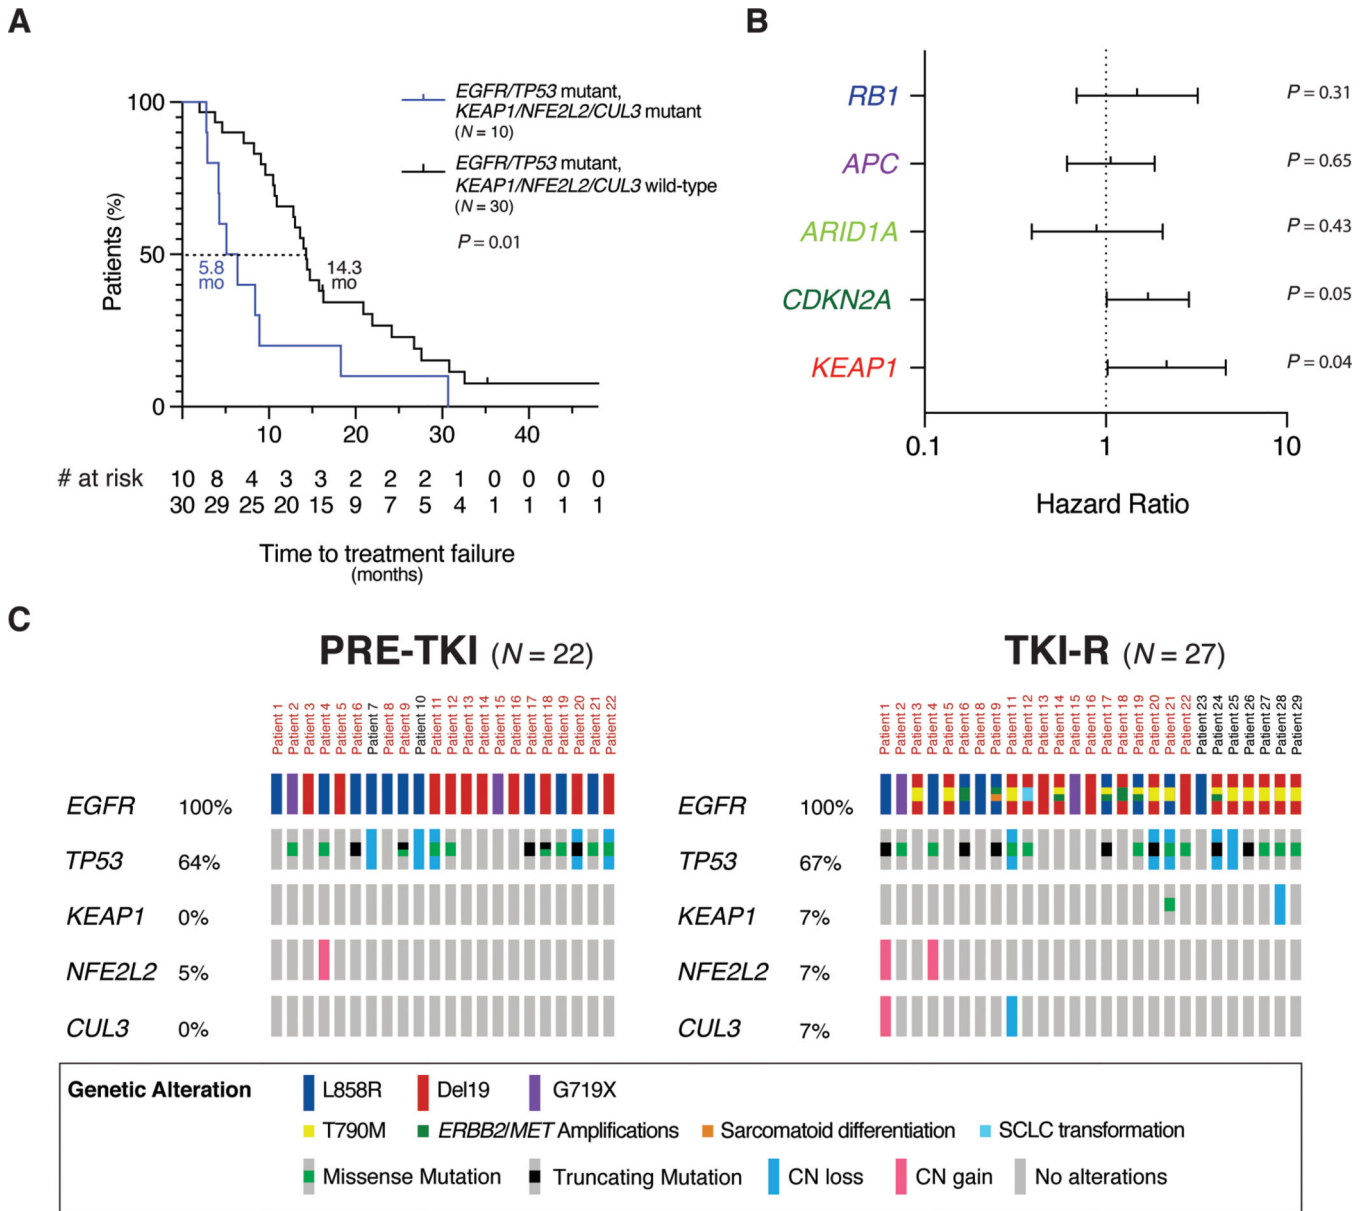 A
EGFR/TP53 mutant,
KEAP1/NFE2L2/CUL3 mutant
(N = 10)
EGFR/TP53 mutant,
KEAP1/NFE2L2/CUL3 wild-type
(N = 30)
P = 0.01
100
50
0
Patients (%)
5.8
mo
14.3
mo
10 20 30 40
# at risk 10 8 4 3 3 2 2 2 1 0 0 0 0
30 29 25 20 15 9 7 5 4 1 1 1 1
Time to treatment failure
(months)
B
RB1 P = 0.31
APC P = 0.65
ARID1A P = 0.43
CDKN2A P = 0.05
KEAP1 P = 0.04
0.1 1 10
Hazard Ratio
C
PRE-TKI (N = 22)
Patient 1
Patient 2
Patient 3
Patient 4
Patient 5
Patient 6
Patient 7
Patient 8
Patient 9
Patient 10
Patient 11
Patient 12
Patient 13
Patient 14
Patient 15
Patient 16
Patient 17
Patient 18
Patient 19
Patient 20
Patient 21
Patient 22
EGFR 100%
TP53 64%
KEAP1 0%
NFE2L2 5%
CUL3 0%
TKI-R (N = 27)
Patient 1
Patient 2
Patient 3
Patient 4
Patient 5
Patient 6
Patient 8
Patient 9
Patient 11
Patient 12
Patient 13
Patient 14
Patient 15
Patient 16
Patient 17
Patient 18
Patient 19
Patient 20
Patient 21
Patient 22
Patient 23
Patient 24
Patient 25
Patient 26
Patient 27
Patient 28
Patient 29
EGFR 100%
TP53 67%
KEAP1 7%
NFE2L2 7%
CUL3 7%
Genetic Alteration L858R Del19 G719X
T790M ERBB2/MET Amplifications Sarcomatoid differentiation SCLC transformation
Missense Mutation Truncating Mutation CN loss CN gain No alterations